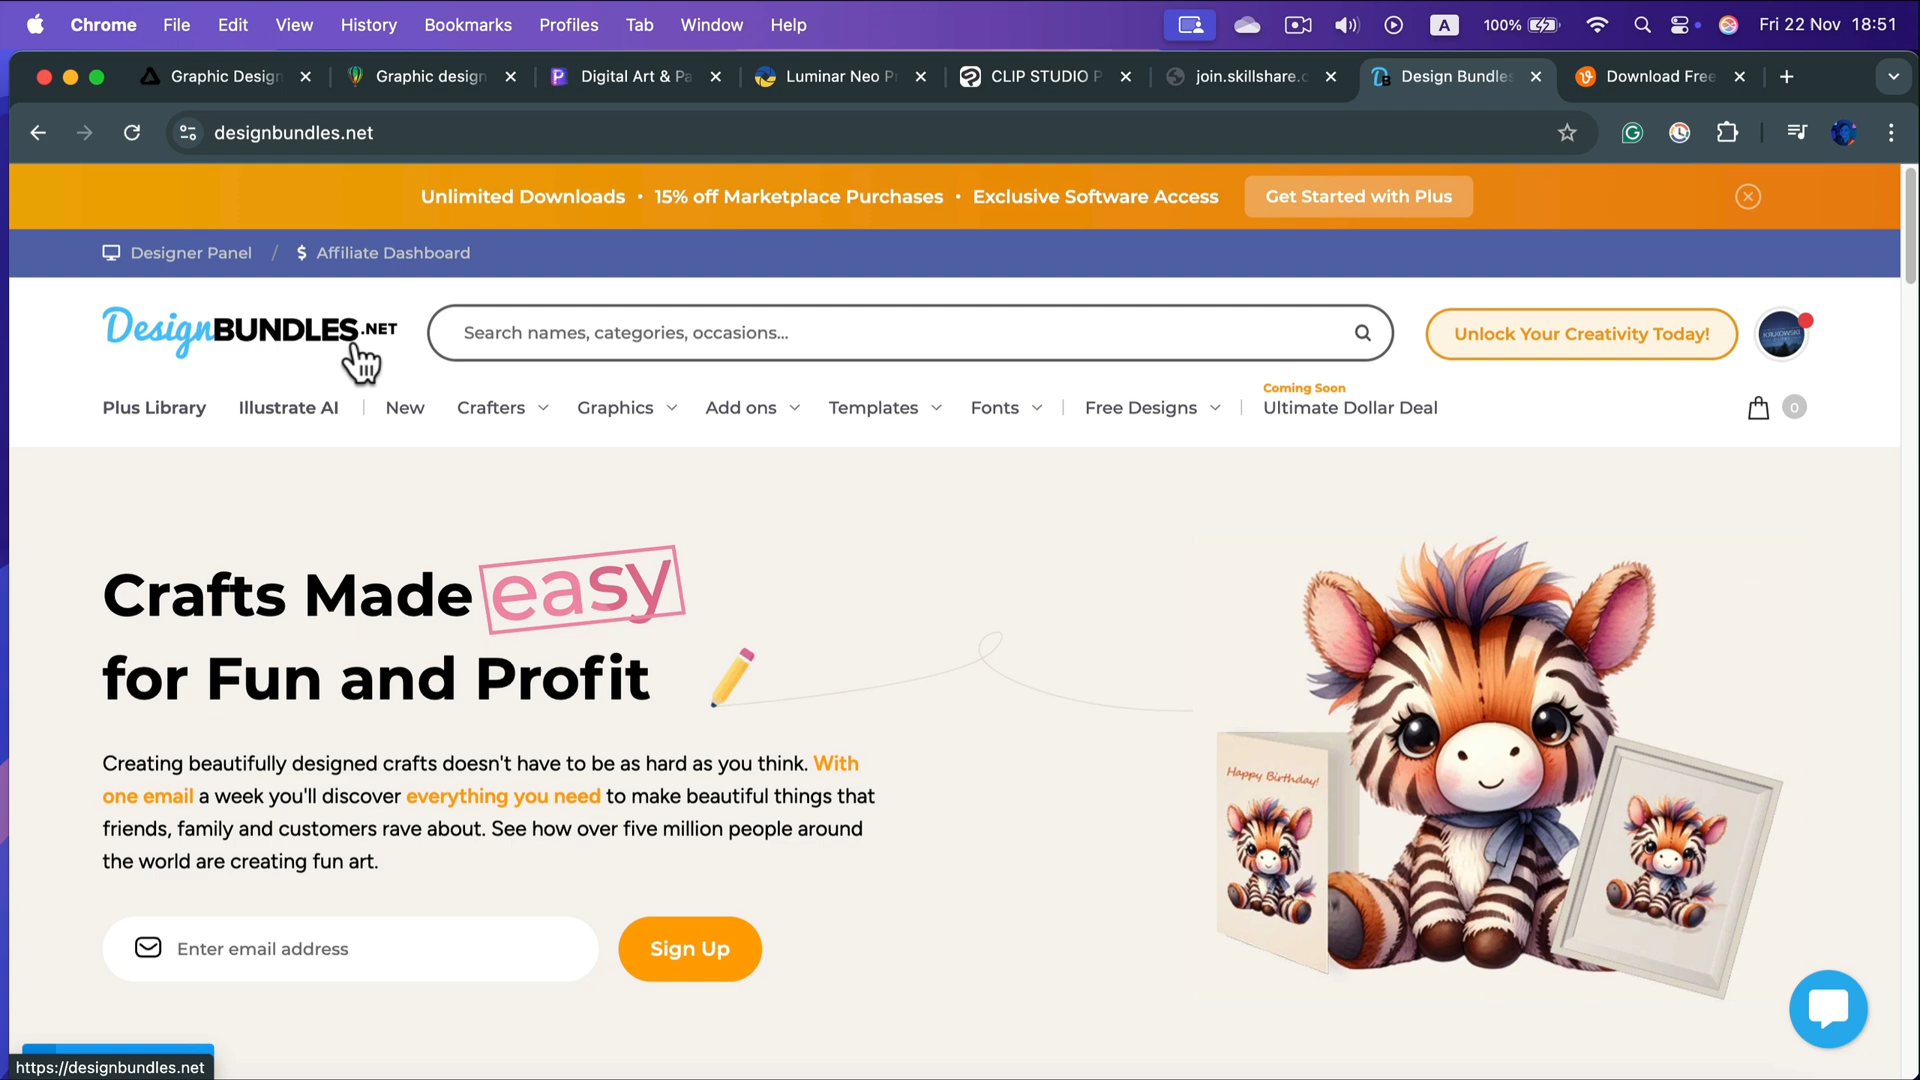 Chrome File Edit View History Bookmarks Profiles Tab Window Help A 100% Fri 22 Nov 18:51
Graphic Design Graphic design Digital Art & Pa Luminar Neo P CLIP STUDIO P join.skillshare.c Design Bundles Download Free
designbundles.net
Unlimited Downloads • 15% off Marketplace Purchases • Exclusive Software Access Get Started with Plus
Designer Panel / $ Affiliate Dashboard
DesignBUNDLES.NET Search names, categories, occasions... Unlock Your Creativity Today!
Coming Soon
Plus Library Illustrate AI New Crafters Graphics Add ons Templates Fonts Free Designs Ultimate Dollar Deal 0
Crafts Made easy
for Fun and Profit
Creating beautifully designed crafts doesn't have to be as hard as you think. With
one email a week you'll discover everything you need to make beautiful things that
friends, family and customers rave about. See how over five million people around
the world are creating fun art.
Happy Birthday!
Enter email address Sign Up
https://designbundles.net